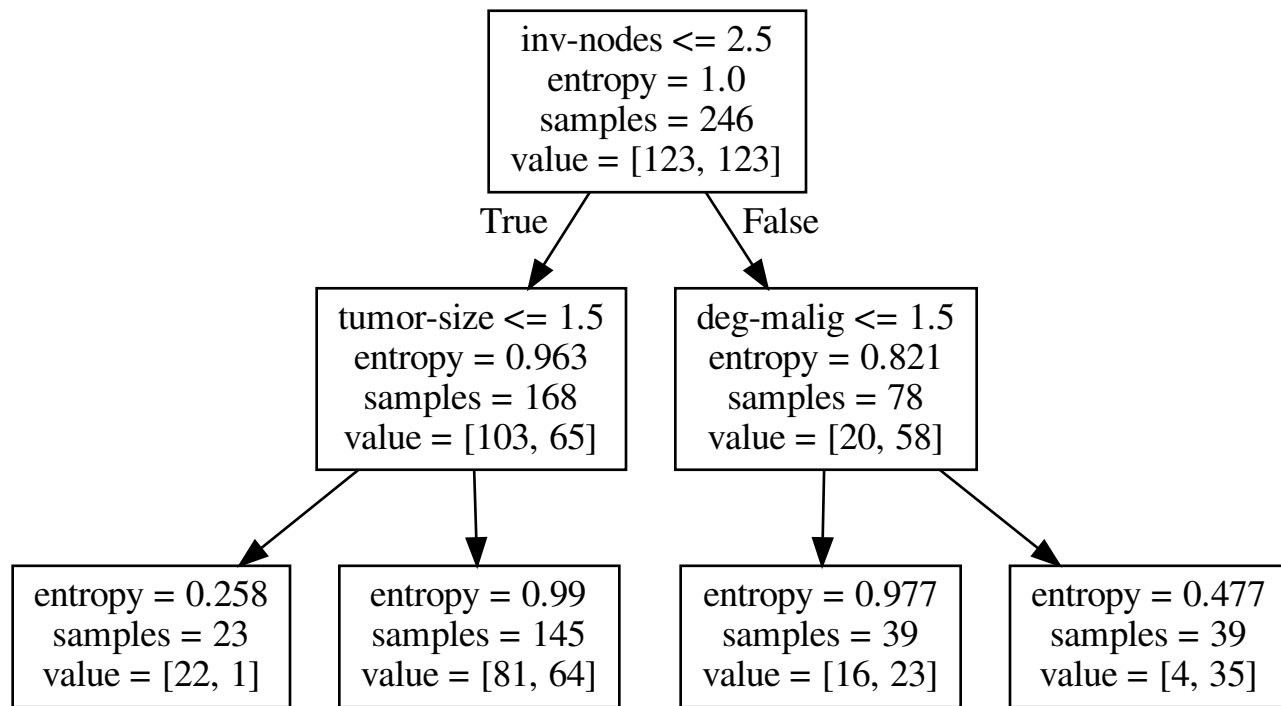 inv-nodes <= 2.5
entropy = 1.0
samples = 246
value = [123, 123]
True
False
tumor-size <= 1.5
entropy = 0.963
samples = 168
value = [103, 65]
deg-malig <= 1.5
entropy = 0.821
samples = 78
value = [20, 58]
entropy = 0.258
samples = 23
value = [22, 1]
entropy = 0.99
samples = 145
value = [81, 64]
entropy = 0.977
samples = 39
value = [16, 23]
entropy = 0.477
samples = 39
value = [4, 35]